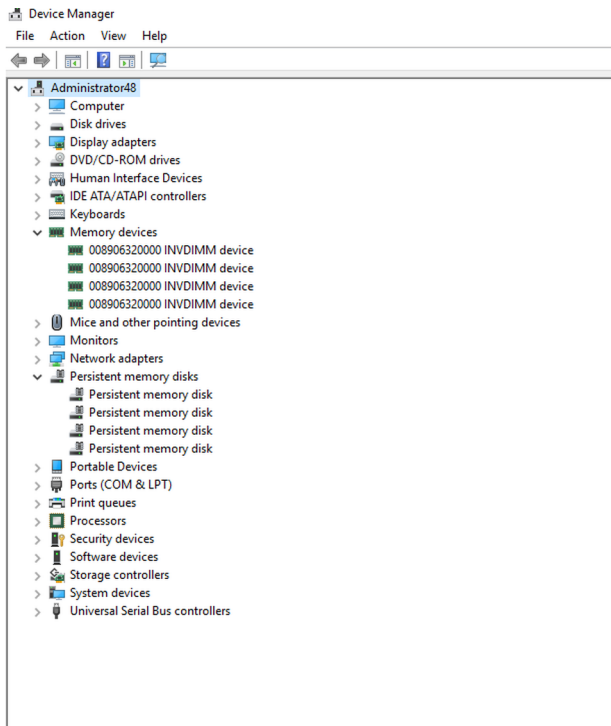 Device Manager
File Action View Help
Administrator48
Computer
Disk drives
Display adapters
DVD/CD-ROM drives
Human Interface Devices
IDE ATA/ATAPI controllers
Keyboards
Memory devices
008906320000 INVDIMM device
008906320000 INVDIMM device
008906320000 INVDIMM device
008906320000 INVDIMM device
Mice and other pointing devices
Monitors
Network adapters
Persistent memory disks
Persistent memory disk
Persistent memory disk
Persistent memory disk
Persistent memory disk
Portable Devices
Ports (COM & LPT)
Print queues
Processors
Security devices
Software devices
Storage controllers
System devices
Universal Serial Bus controllers